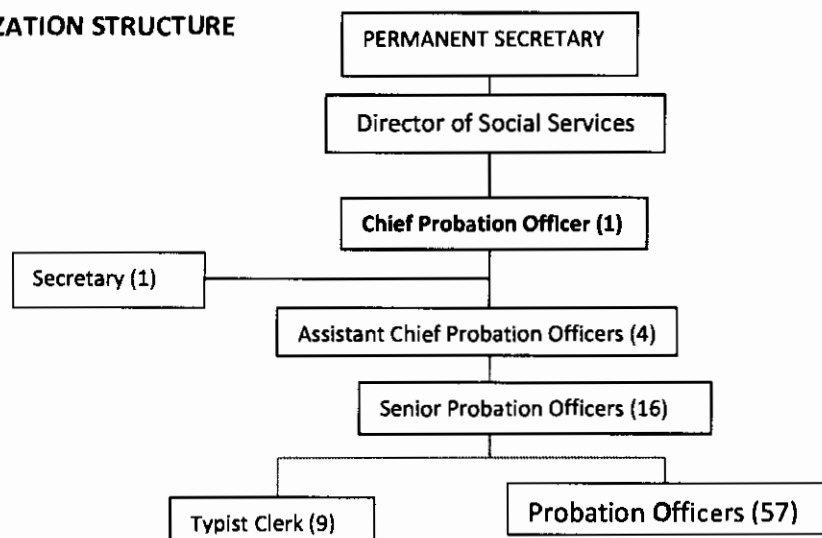 ZATION STRUCTURE
PERMANENT SECRETARY
Director of Social Services
Chief Probation Officer (1)
Secretary (1)
Assistant Chief Probation Officers (4)
Senior Probation Officers (16)
Typist Clerk (9)
Probation Officers (57)